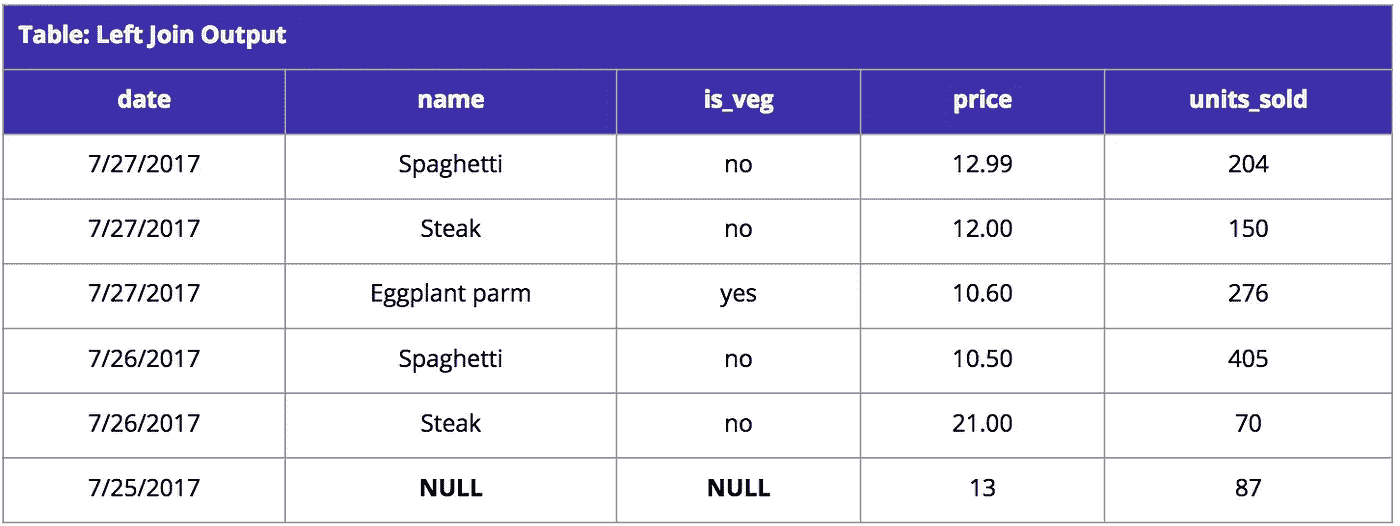 Table: Left Join Output
date name is_veg price units_sold
7/27/2017 Spaghetti no 12.99 204
7/27/2017 Steak no 12.00 150
7/27/2017 Eggplant parm yes 10.60 276
7/26/2017 Spaghetti no 10.50 405
7/26/2017 Steak no 21.00 70
7/25/2017 NULL NULL 13 87